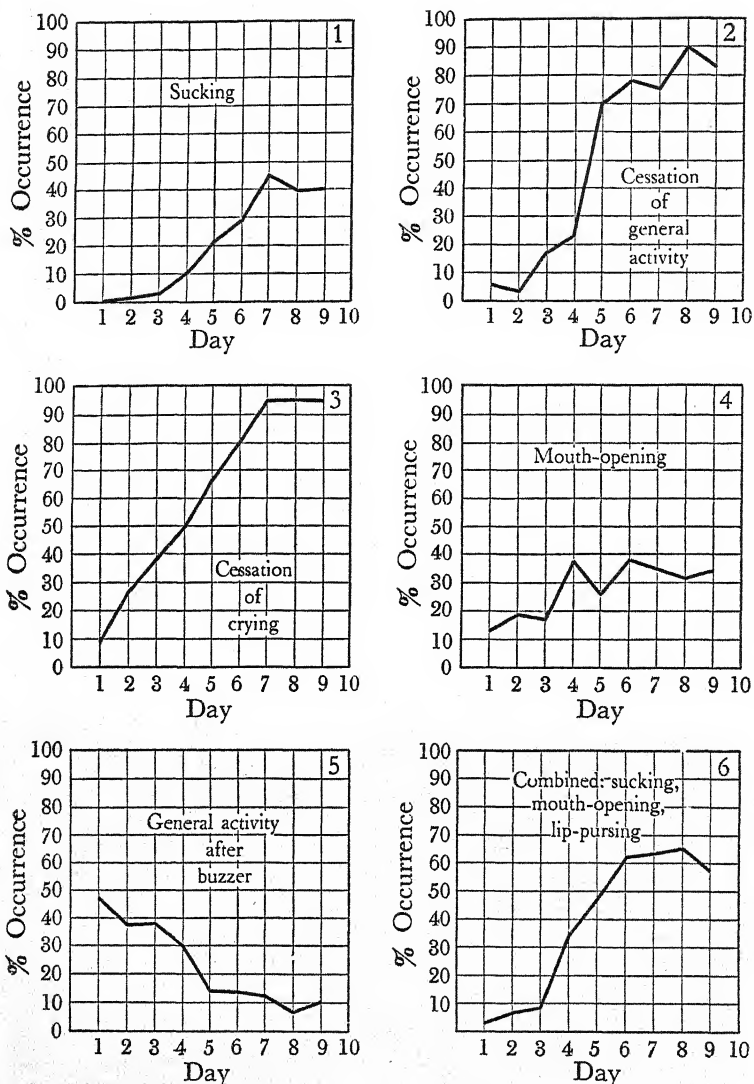 1
100
90
80
70
60
50
40
30
20
10
0
% Occurrence
Sucking
1 2 3 4 5 6 7 8 9 10
Day
2
100
90
80
70
60
50
40
30
20
10
0
% Occurrence
Cessation
of
general
activity
1 2 3 4 5 6 7 8 9 10
Day
3
100
90
80
70
60
50
40
30
20
10
0
% Occurrence
Cessation
of
crying
1 2 3 4 5 6 7 8 9 10
Day
4
100
90
80
70
60
50
40
30
20
10
0
% Occurrence
Mouth-opening
1 2 3 4 5 6 7 8 9 10
Day
5
100
90
80
70
60
50
40
30
20
10
0
% Occurrence
General activity
after
buzzer
1 2 3 4 5 6 7 8 9 10
Day
6
100
90
80
70
60
50
40
30
20
10
% Occurrence
Combined: sucking,
mouth-opening,
lip-pursing
1 2 3 4 5 6 7 8 9 10
Day